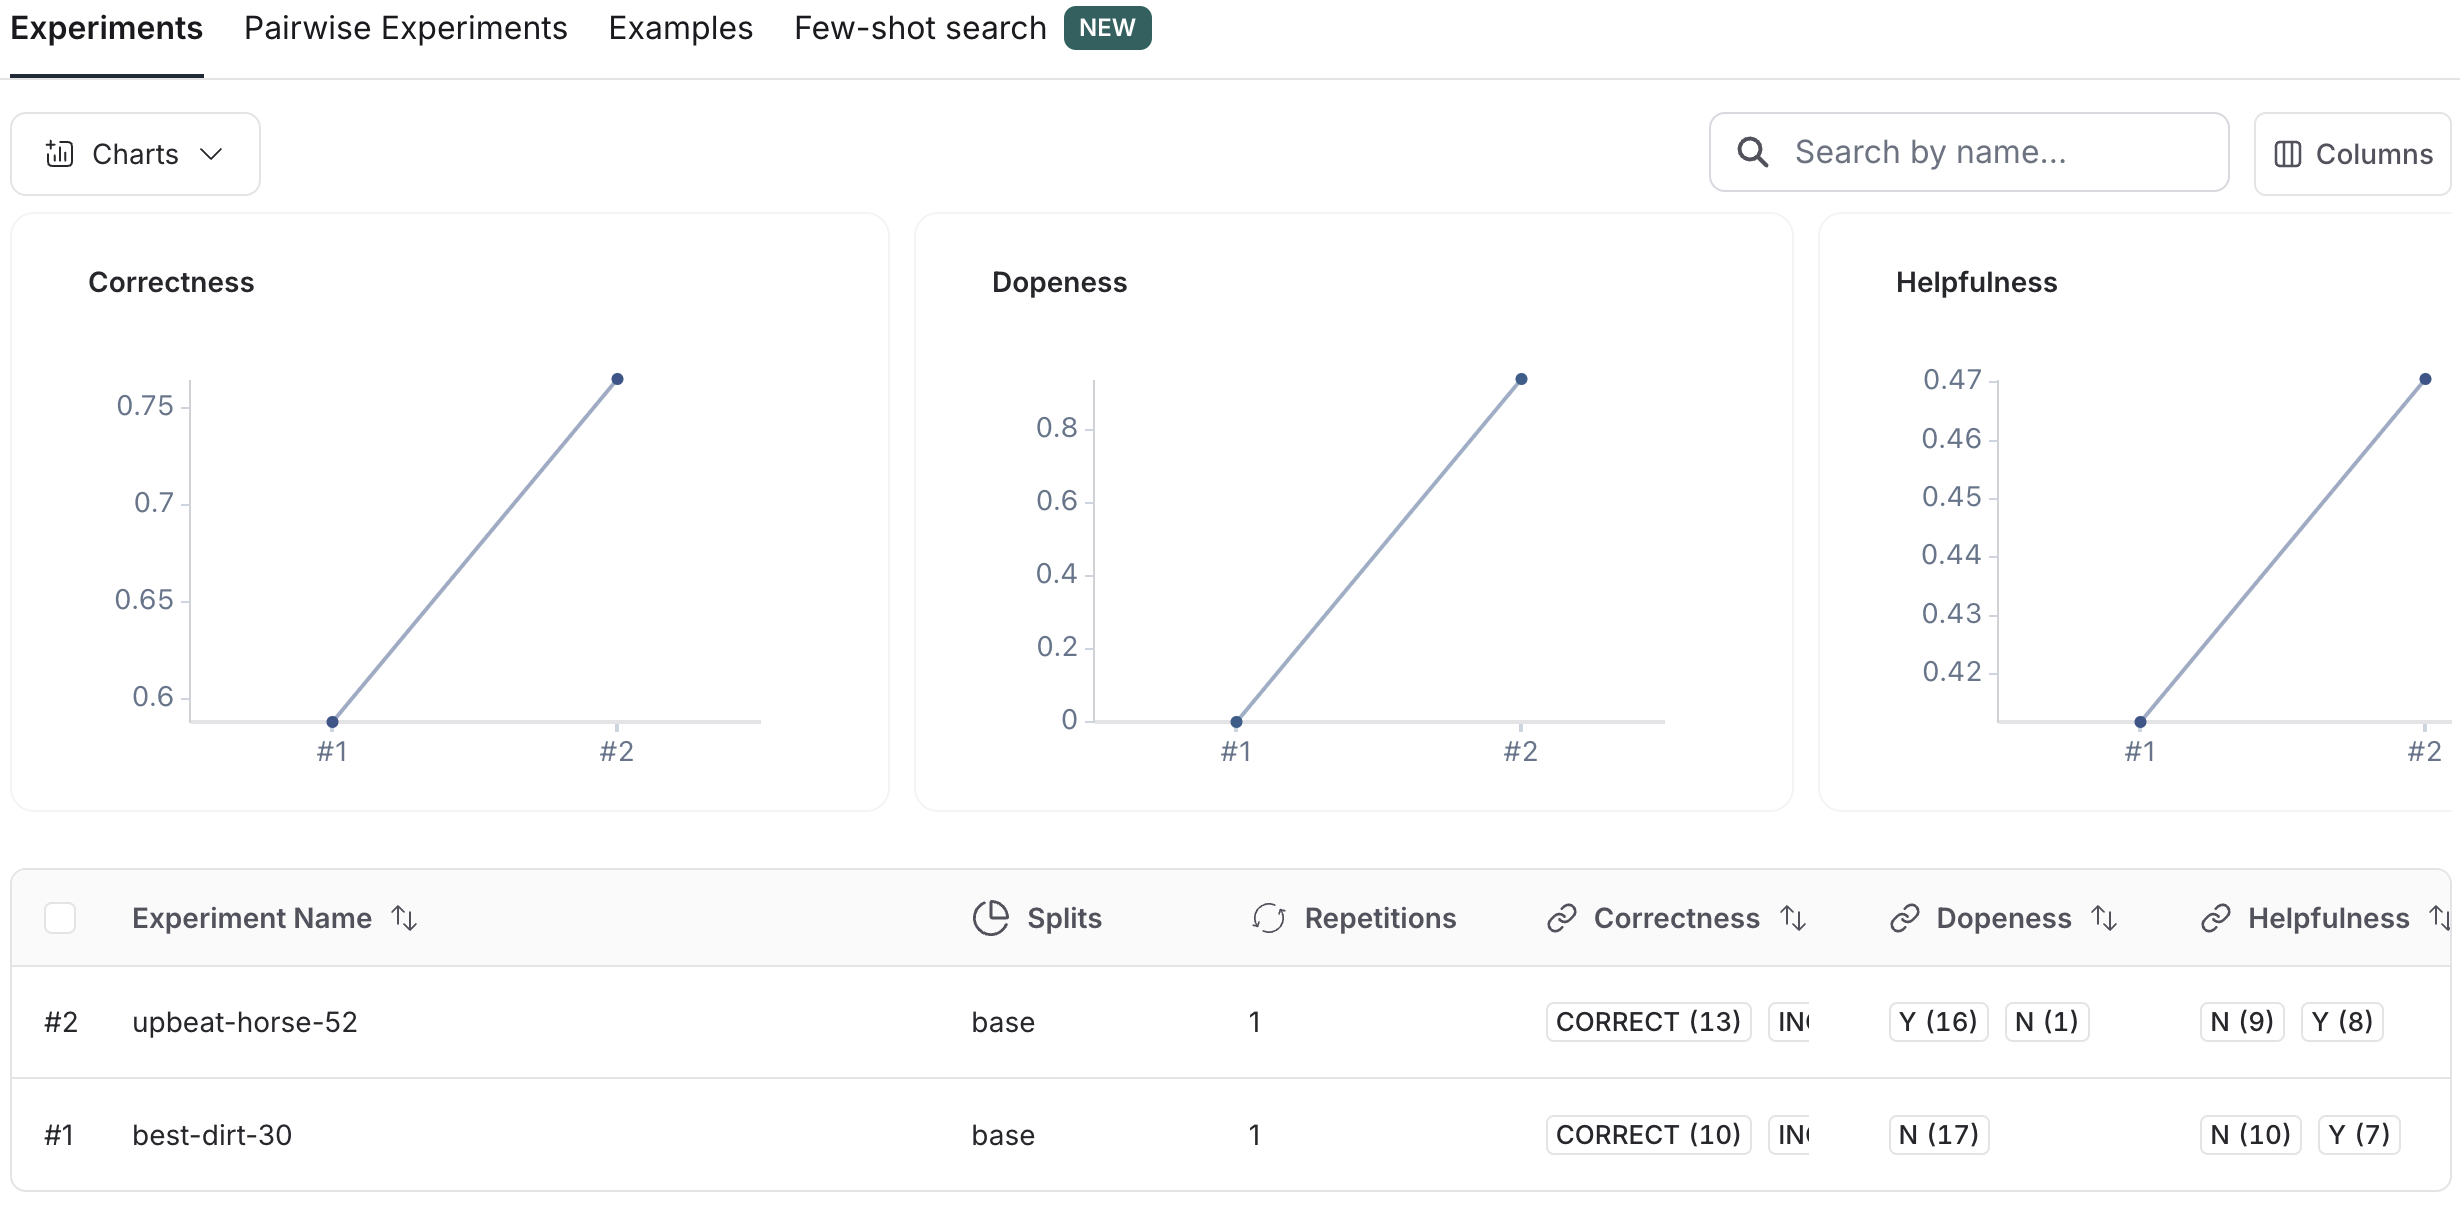 Experiments Pairwise Experiments Examples Few-shot search NEW
Charts Search by name... Columns
Correctness
0.75
0.7
0.65
0.6
#1 #2
Dopeness
0.8
0.6
0.4
0.2
0
#1 #2
Helpfulness
0.47
0.46
0.45
0.44
0.43
0.42
#1 #2
Experiment Name Splits Repetitions Correctness Dopeness Helpfulness
#2 upbeat-horse-52 base 1 CORRECT (13) Y (16) N (1) N (9) Y (8)
#1 best-dirt-30 base 1 CORRECT (10) N (17) N (10) Y (7)